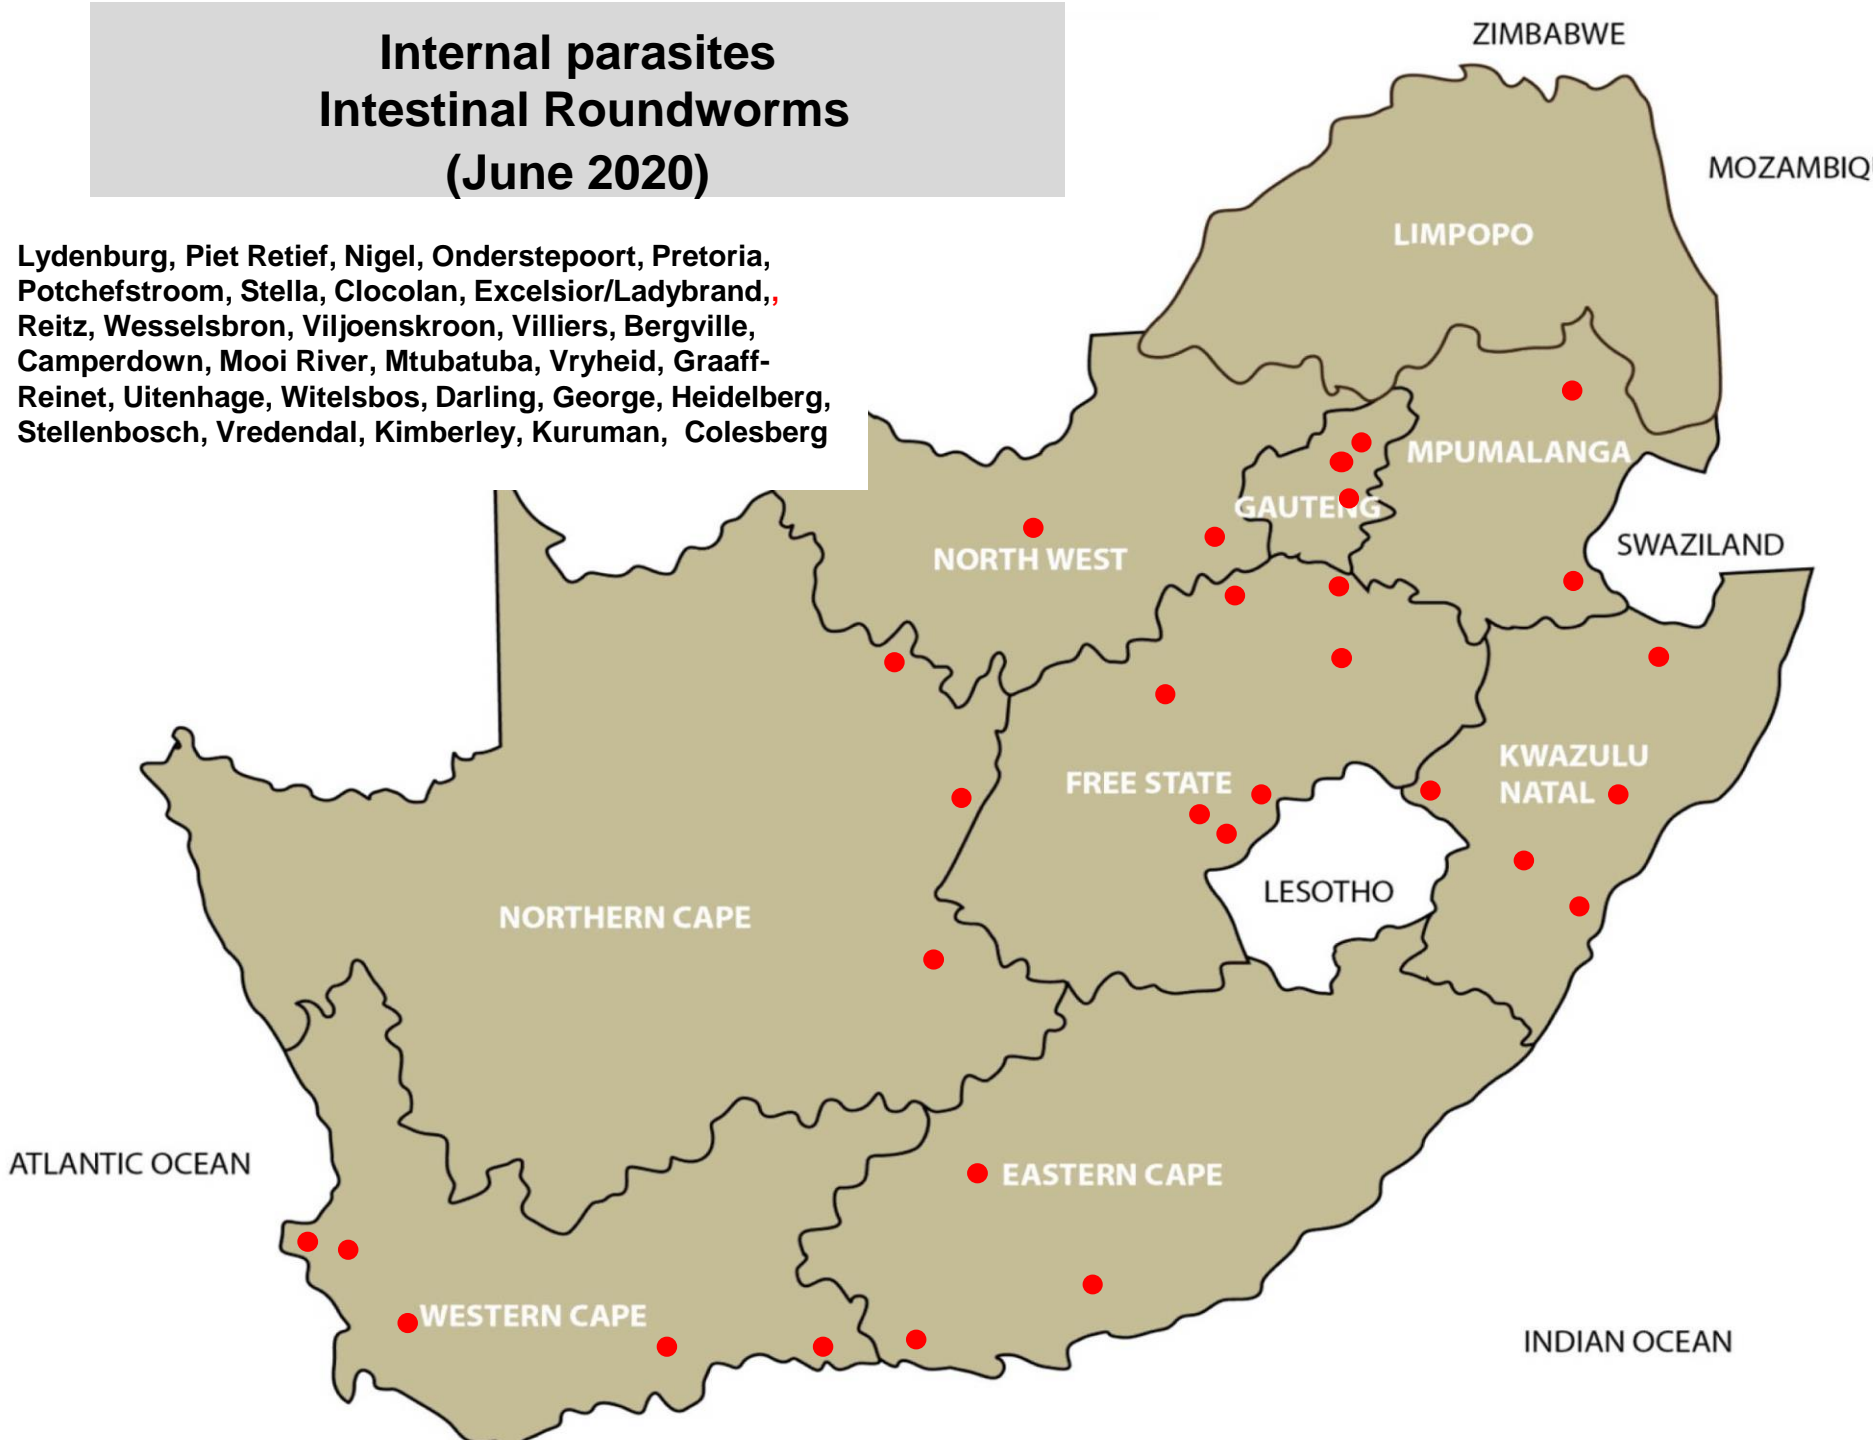 Internal parasites
Intestinal Roundworms
(June 2020)
Lydenburg, Piet Retief, Nigel, Onderstepoort, Pretoria,
Potchefstroom, Stella, Clocolan, Excelsior/Ladybrand,,
Reitz, Wesselsbron, Viljoenskroon, Villiers, Bergville,
Camperdown, Mooi River, Mtubatuba, Vryheid, Graaff-
Reinet, Uitenhage, Witelsbos, Darling, George, Heidelberg,
Stellenbosch, Vredendal, Kimberley, Kuruman,  Colesberg
ZIMBABWE
MOZAMBIQ
LIMPOPO
MPUMALANGA
GAUTENG
SWAZILAND
NORTH WEST
KWAZULU
NATAL
FREE STATE
LESOTHO
NORTHERN CAPE
ATLANTIC OCEAN
EASTERN CAPE
WESTERN CAPE
INDIAN OCEAN